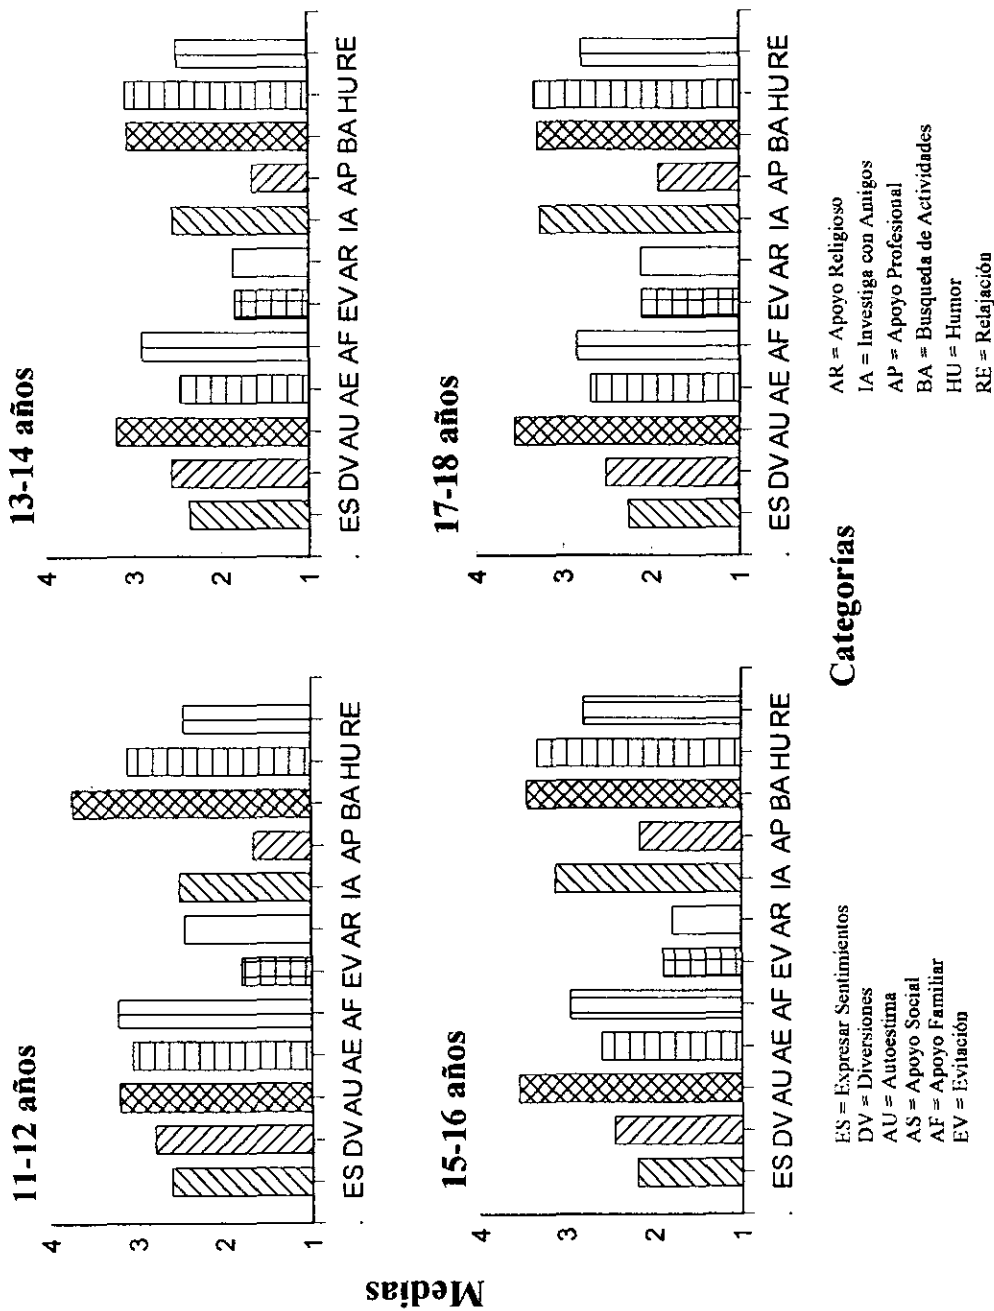 11-12 años
13-14 años
4
3
2
1
. ES DV AU AE AF EV AR IA AP BA HU RE
4
3
2
1
. ES DV AU AE AF EV AR IA AP BA HU RE
Medias
15-16 años
17-18 años
4
3
2
1
. ES DV AU AE AF EV AR IA AP BA HU RE
4
3
2
1
. ES DV AU AE AF EV AR IA AP BA HU RE
Categorías
ES = Expresar Sentimientos
DV = Diversiones
AU = Autoestima
AS = Apoyo Social
AF = Apoyo Familiar
EV = Evilación
AR = Apoyo Religioso
IA = Investiga con Amigos
AP = Apoyo Profesional
BA = Busqueda de Actividades
HU = Humor
RE = Relajación